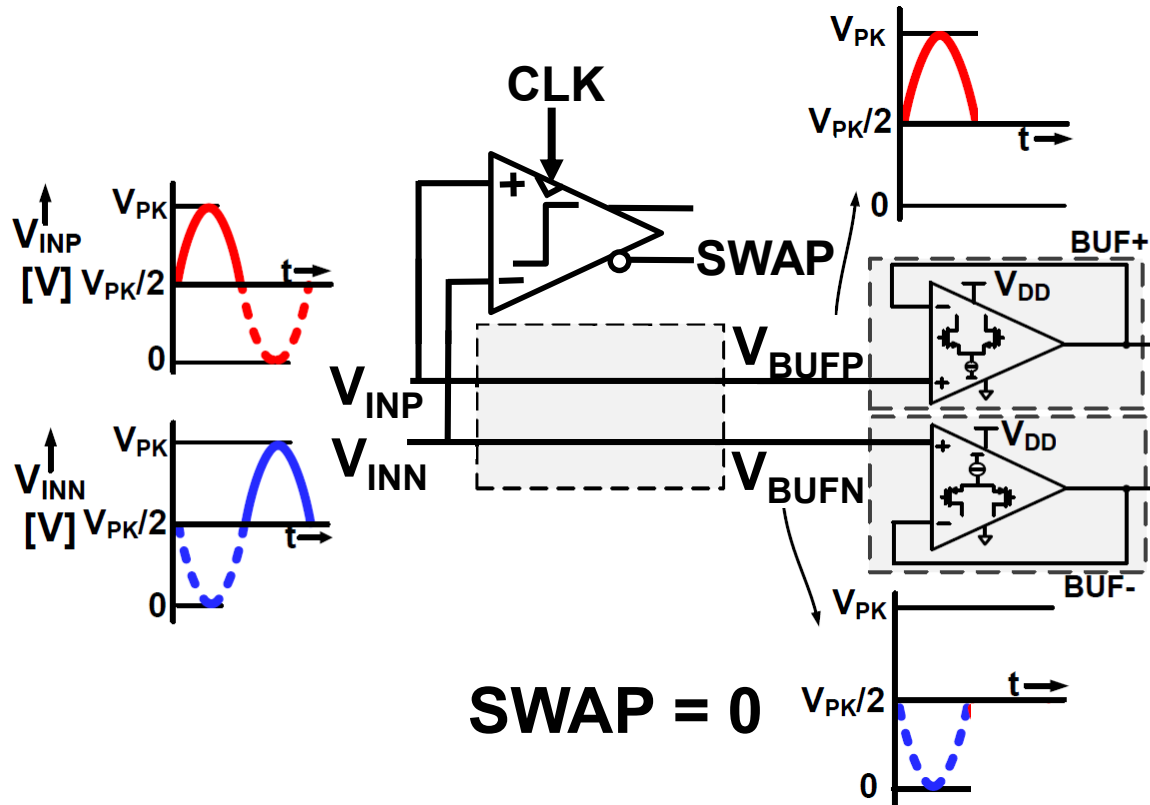 CLK
+
−
SWAP
V_PK
V_INP
[V] V_PK/2
t
0
V_PK
V_INN
[V] V_PK/2
t
0
V_INP
V_INN
V_BUFP
V_BUFN
V_PK
V_PK/2
t
0
BUF+
V_DD
−
+
V_DD
+
−
BUF-
V_PK
V_PK/2
t
0
SWAP = 0